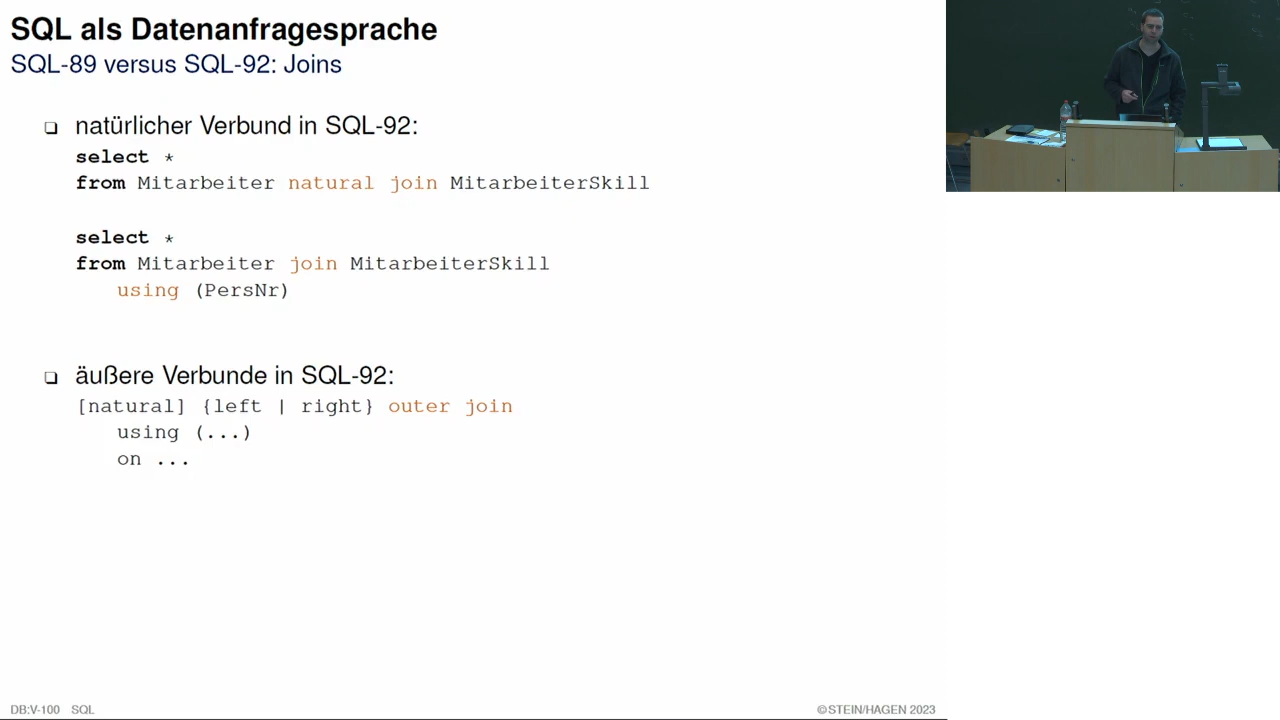 SQL als Datenanfragesprache
SQL-89 versus SQL-92: Joins
❑ natürlicher Verbund in SQL-92:
select *
from Mitarbeiter natural join MitarbeiterSkill
select *
from Mitarbeiter join MitarbeiterSkill
using (PersNr)
❑ äußere Verbunde in SQL-92:
[natural] {left | right} outer join
using (...)
on ...
DB:V-100 SQL
©STEIN/HAGEN 2023